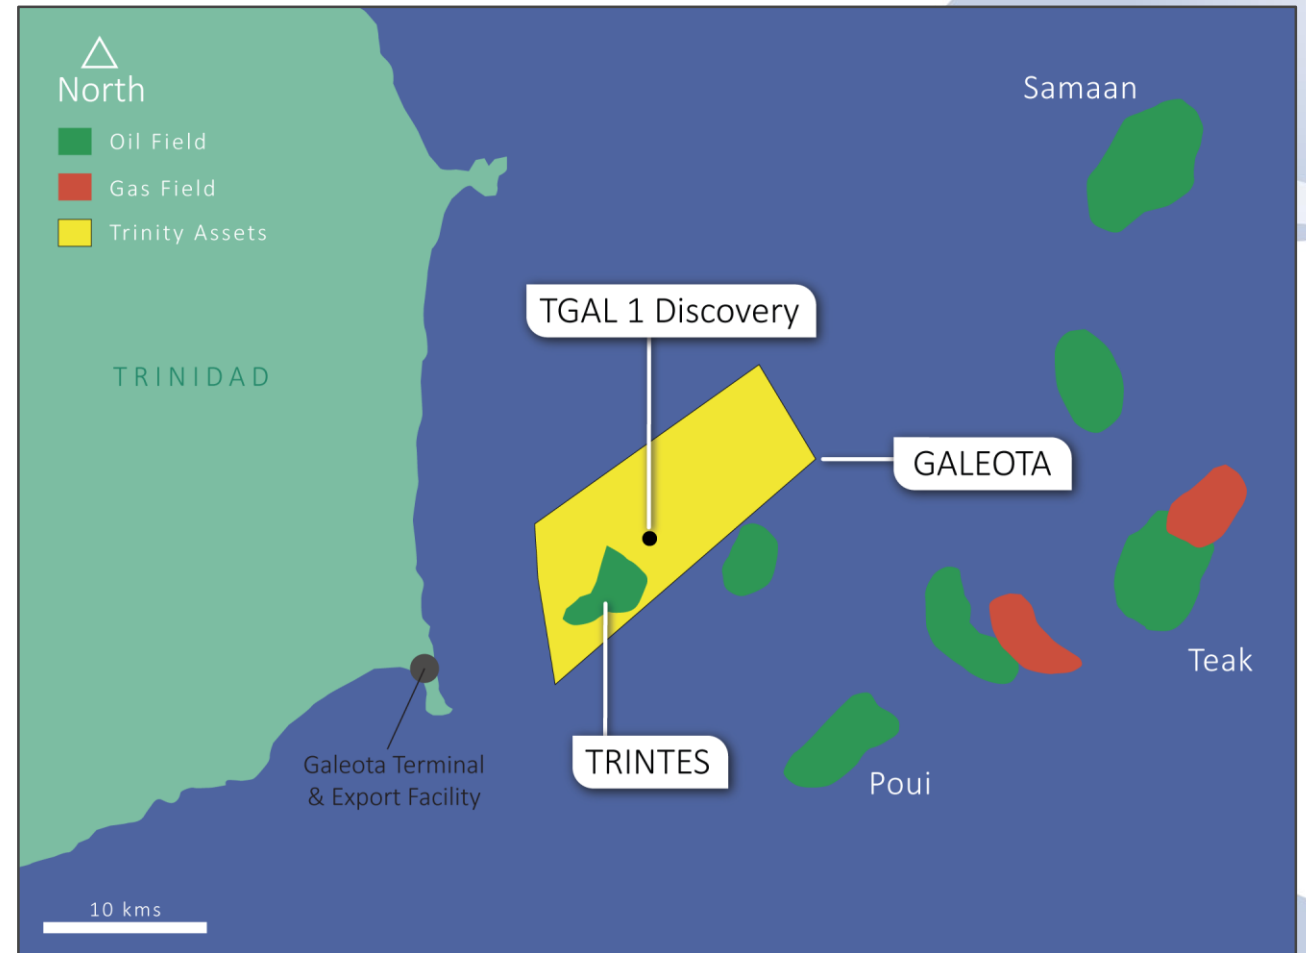 North
Oil Field
Gas Field
Trinity Assets
Samaan
TGAL 1 Discovery
TRINIDAD
GALEOTA
Teak
Galeota Terminal
& Export Facility
TRINTES
Poui
10 kms